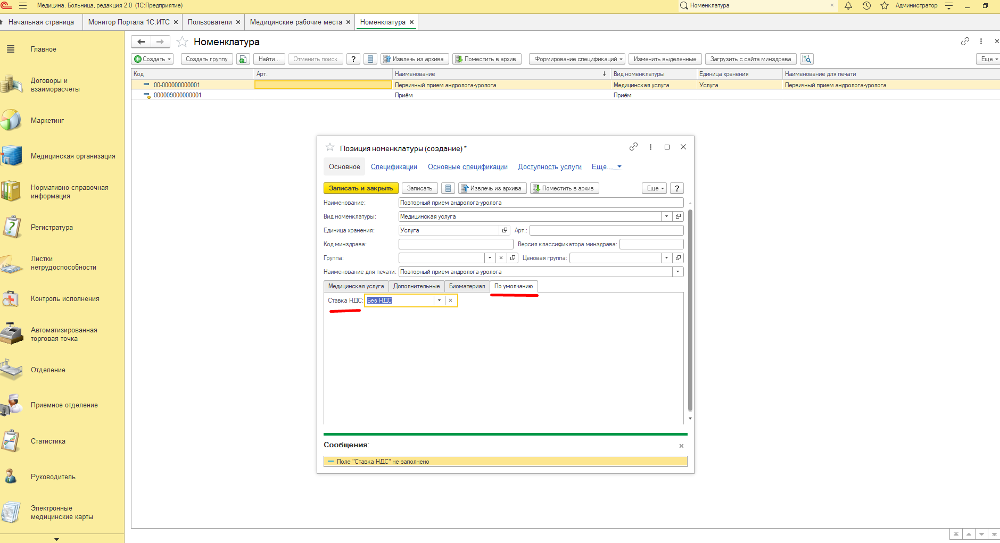 Медицина. Больница, редакция 2.0 (1С:Предприятие)
Номенклатура
Администратор
Начальная страница
Монитор Портала 1С:ИТС
Пользователи
Медицинские рабочие места
Номенклатура
Главное
Договоры и
взаиморасчеты
Маркетинг
Медицинская организация
Нормативно-справочная
информация
Регистратура
Листки
нетрудоспособности
Контроль исполнения
Автоматизированная
торговая точка
Отделение
Приемное отделение
Статистика
Руководитель
Электронные
медицинские карты
Номенклатура
Создать
Создать группу
Найти...
Отменить поиск
?
Извлечь из архива
Поместить в архив
Формирование спецификаций
Изменить выделенные
Загрузить с сайта минздрава
Еще
Код
Арт.
Наименование
Вид номенклатуры
Единица хранения
Наименование для печати
00-000000000001
Первичный прием андролога-уролога
Медицинская услуга
Услуга
Первичный прием андролога-уролога
000009000000001
Приём
Приём
Позиция номенклатуры (создание) *
Основное
Спецификации
Основные спецификации
Доступность услуги
Еще...
Записать и закрыть
Записать
Извлечь из архива
Поместить в архив
Еще
?
Наименование:
Повторный прием андролога-уролога
Вид номенклатуры:
Медицинская услуга
Единица хранения:
Услуга
Арт.:
Код минздрава:
Версия классификатора минздрава:
Группа:
Ценовая группа:
Наименование для печати:
Повторный прием андролога-уролога
Медицинская услуга
Дополнительные
Биоматериал
По умолчанию
Ставка НДС:
Без НДС
Сообщения:
Поле "Ставка НДС" не заполнено